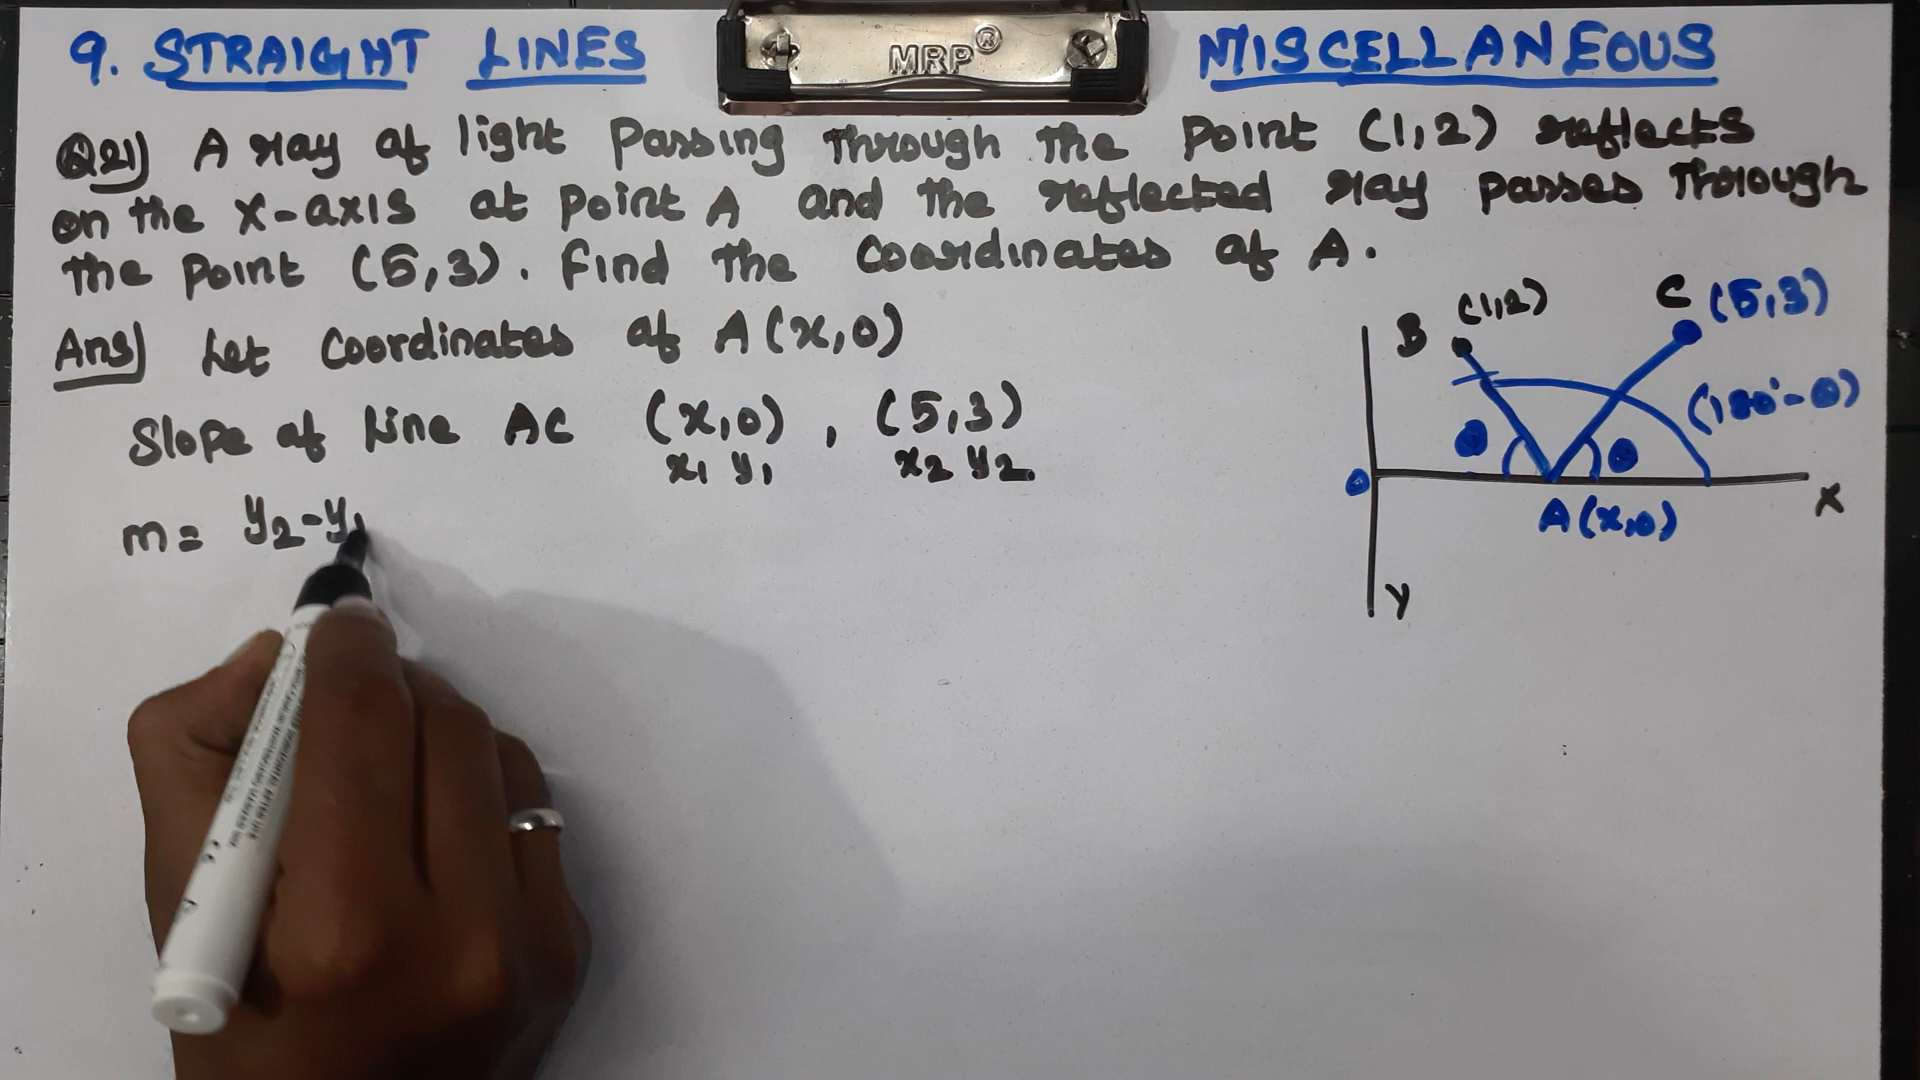 9. STRAIGHT LINES
MRP®
MISCELLANEOUS
Q21) A ray of light passing through the point (1,2) reflects
on the x-axis at point A and the reflected ray passes through
the point (5,3). Find the coordinates of A.
Ans) Let Coordinates of A(x,0)
Slope of Line AC (x,0), (5,3)
x1 y1 x2 y2.
m = y2-y1
B (1,2)
C (5,3)
(180°-θ)
θ
θ
0
A(x,0)
X
Y